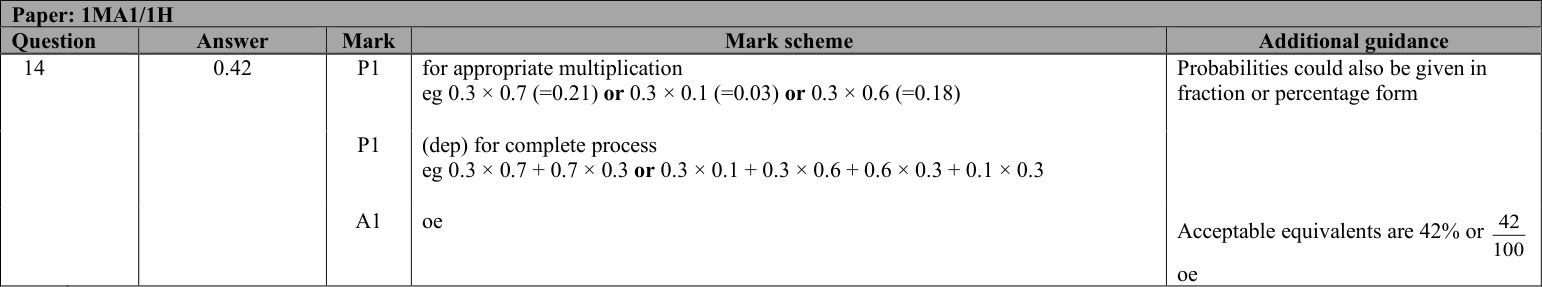 Paper: 1MA1/1H
Question Answer Mark Mark scheme Additional guidance
14 0.42 P1 for appropriate multiplication Probabilities could also be given in
eg 0.3 × 0.7 (=0.21) or 0.3 × 0.1 (=0.03) or 0.3 × 0.6 (=0.18) fraction or percentage form
P1 (dep) for complete process
eg 0.3 × 0.7 + 0.7 × 0.3 or 0.3 × 0.1 + 0.3 × 0.6 + 0.6 × 0.3 + 0.1 × 0.3
A1 oe Acceptable equivalents are 42% or 42/100
oe